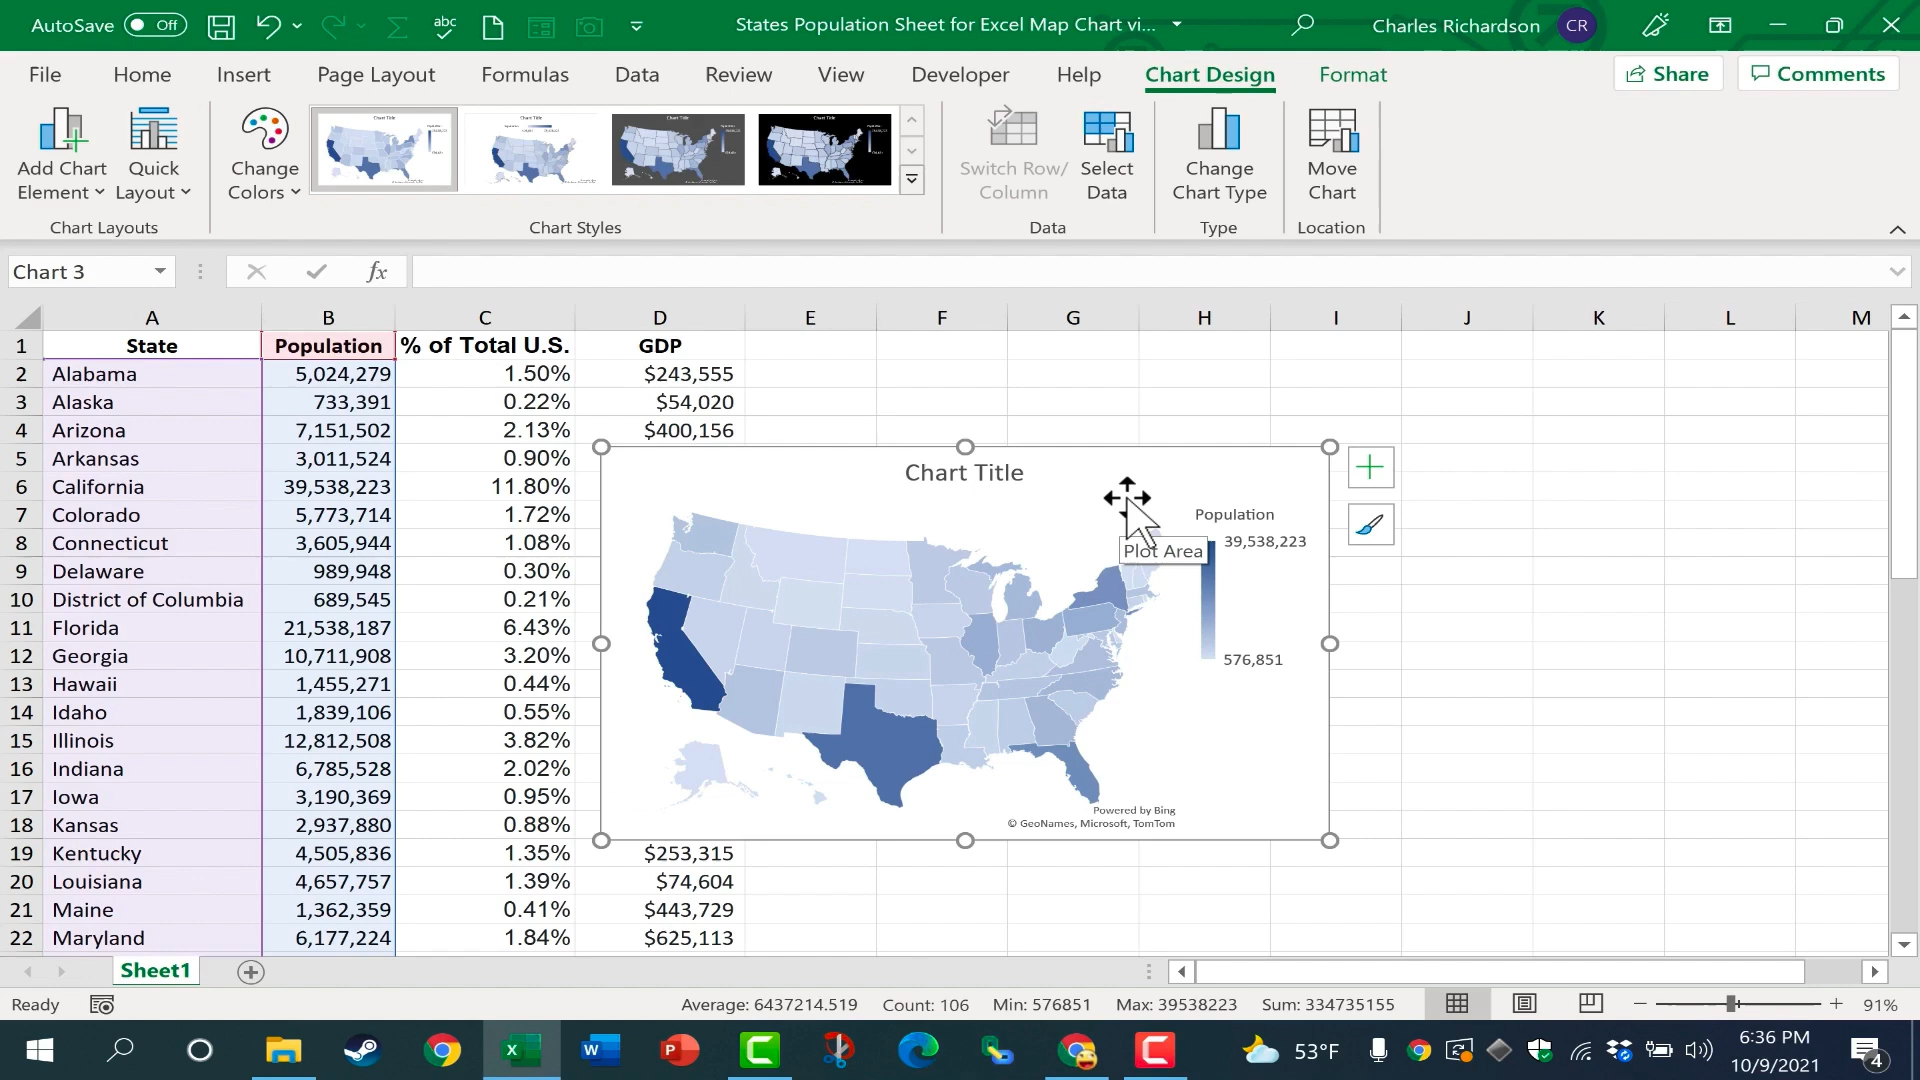 AutoSave Off abc States Population Sheet for Excel Map Chart vi... Charles Richardson CR
File Home Insert Page Layout Formulas Data Review View Developer Help Chart Design Format Share Comments
Add Chart Element
Quick Layout
Change Colors
Switch Row/ Column
Select Data
Change Chart Type
Move Chart
Chart Layouts Chart Styles Data Type Location
Chart 3 fx
A B C D E F G H I J K L M
1 State Population % of Total U.S. GDP
2 Alabama 5,024,279 1.50% $243,555
3 Alaska 733,391 0.22% $54,020
4 Arizona 7,151,502 2.13% $400,156
5 Arkansas 3,011,524 0.90%
6 California 39,538,223 11.80%
7 Colorado 5,773,714 1.72%
8 Connecticut 3,605,944 1.08%
9 Delaware 989,948 0.30%
10 District of Columbia 689,545 0.21%
11 Florida 21,538,187 6.43%
12 Georgia 10,711,908 3.20%
13 Hawaii 1,455,271 0.44%
14 Idaho 1,839,106 0.55%
15 Illinois 12,812,508 3.82%
16 Indiana 6,785,528 2.02%
17 Iowa 3,190,369 0.95%
18 Kansas 2,937,880 0.88%
19 Kentucky 4,505,836 1.35% $253,315
20 Louisiana 4,657,757 1.39% $74,604
21 Maine 1,362,359 0.41% $443,729
22 Maryland 6,177,224 1.84% $625,113
Chart Title
Population
39,538,223
Plot Area
576,851
Powered by Bing
© GeoNames, Microsoft, TomTom
Sheet1
Ready Average: 6437214.519 Count: 106 Min: 576851 Max: 39538223 Sum: 334735155 91%
53°F 6:36 PM
10/9/2021 4